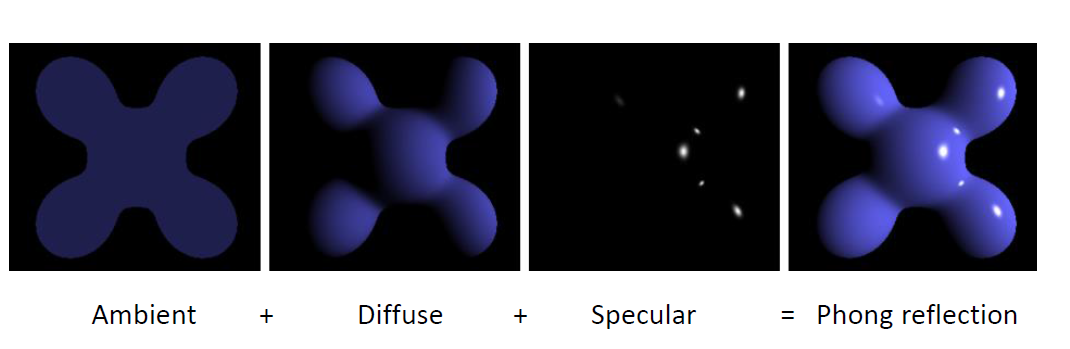 Ambient + Diffuse + Specular = Phong reflection